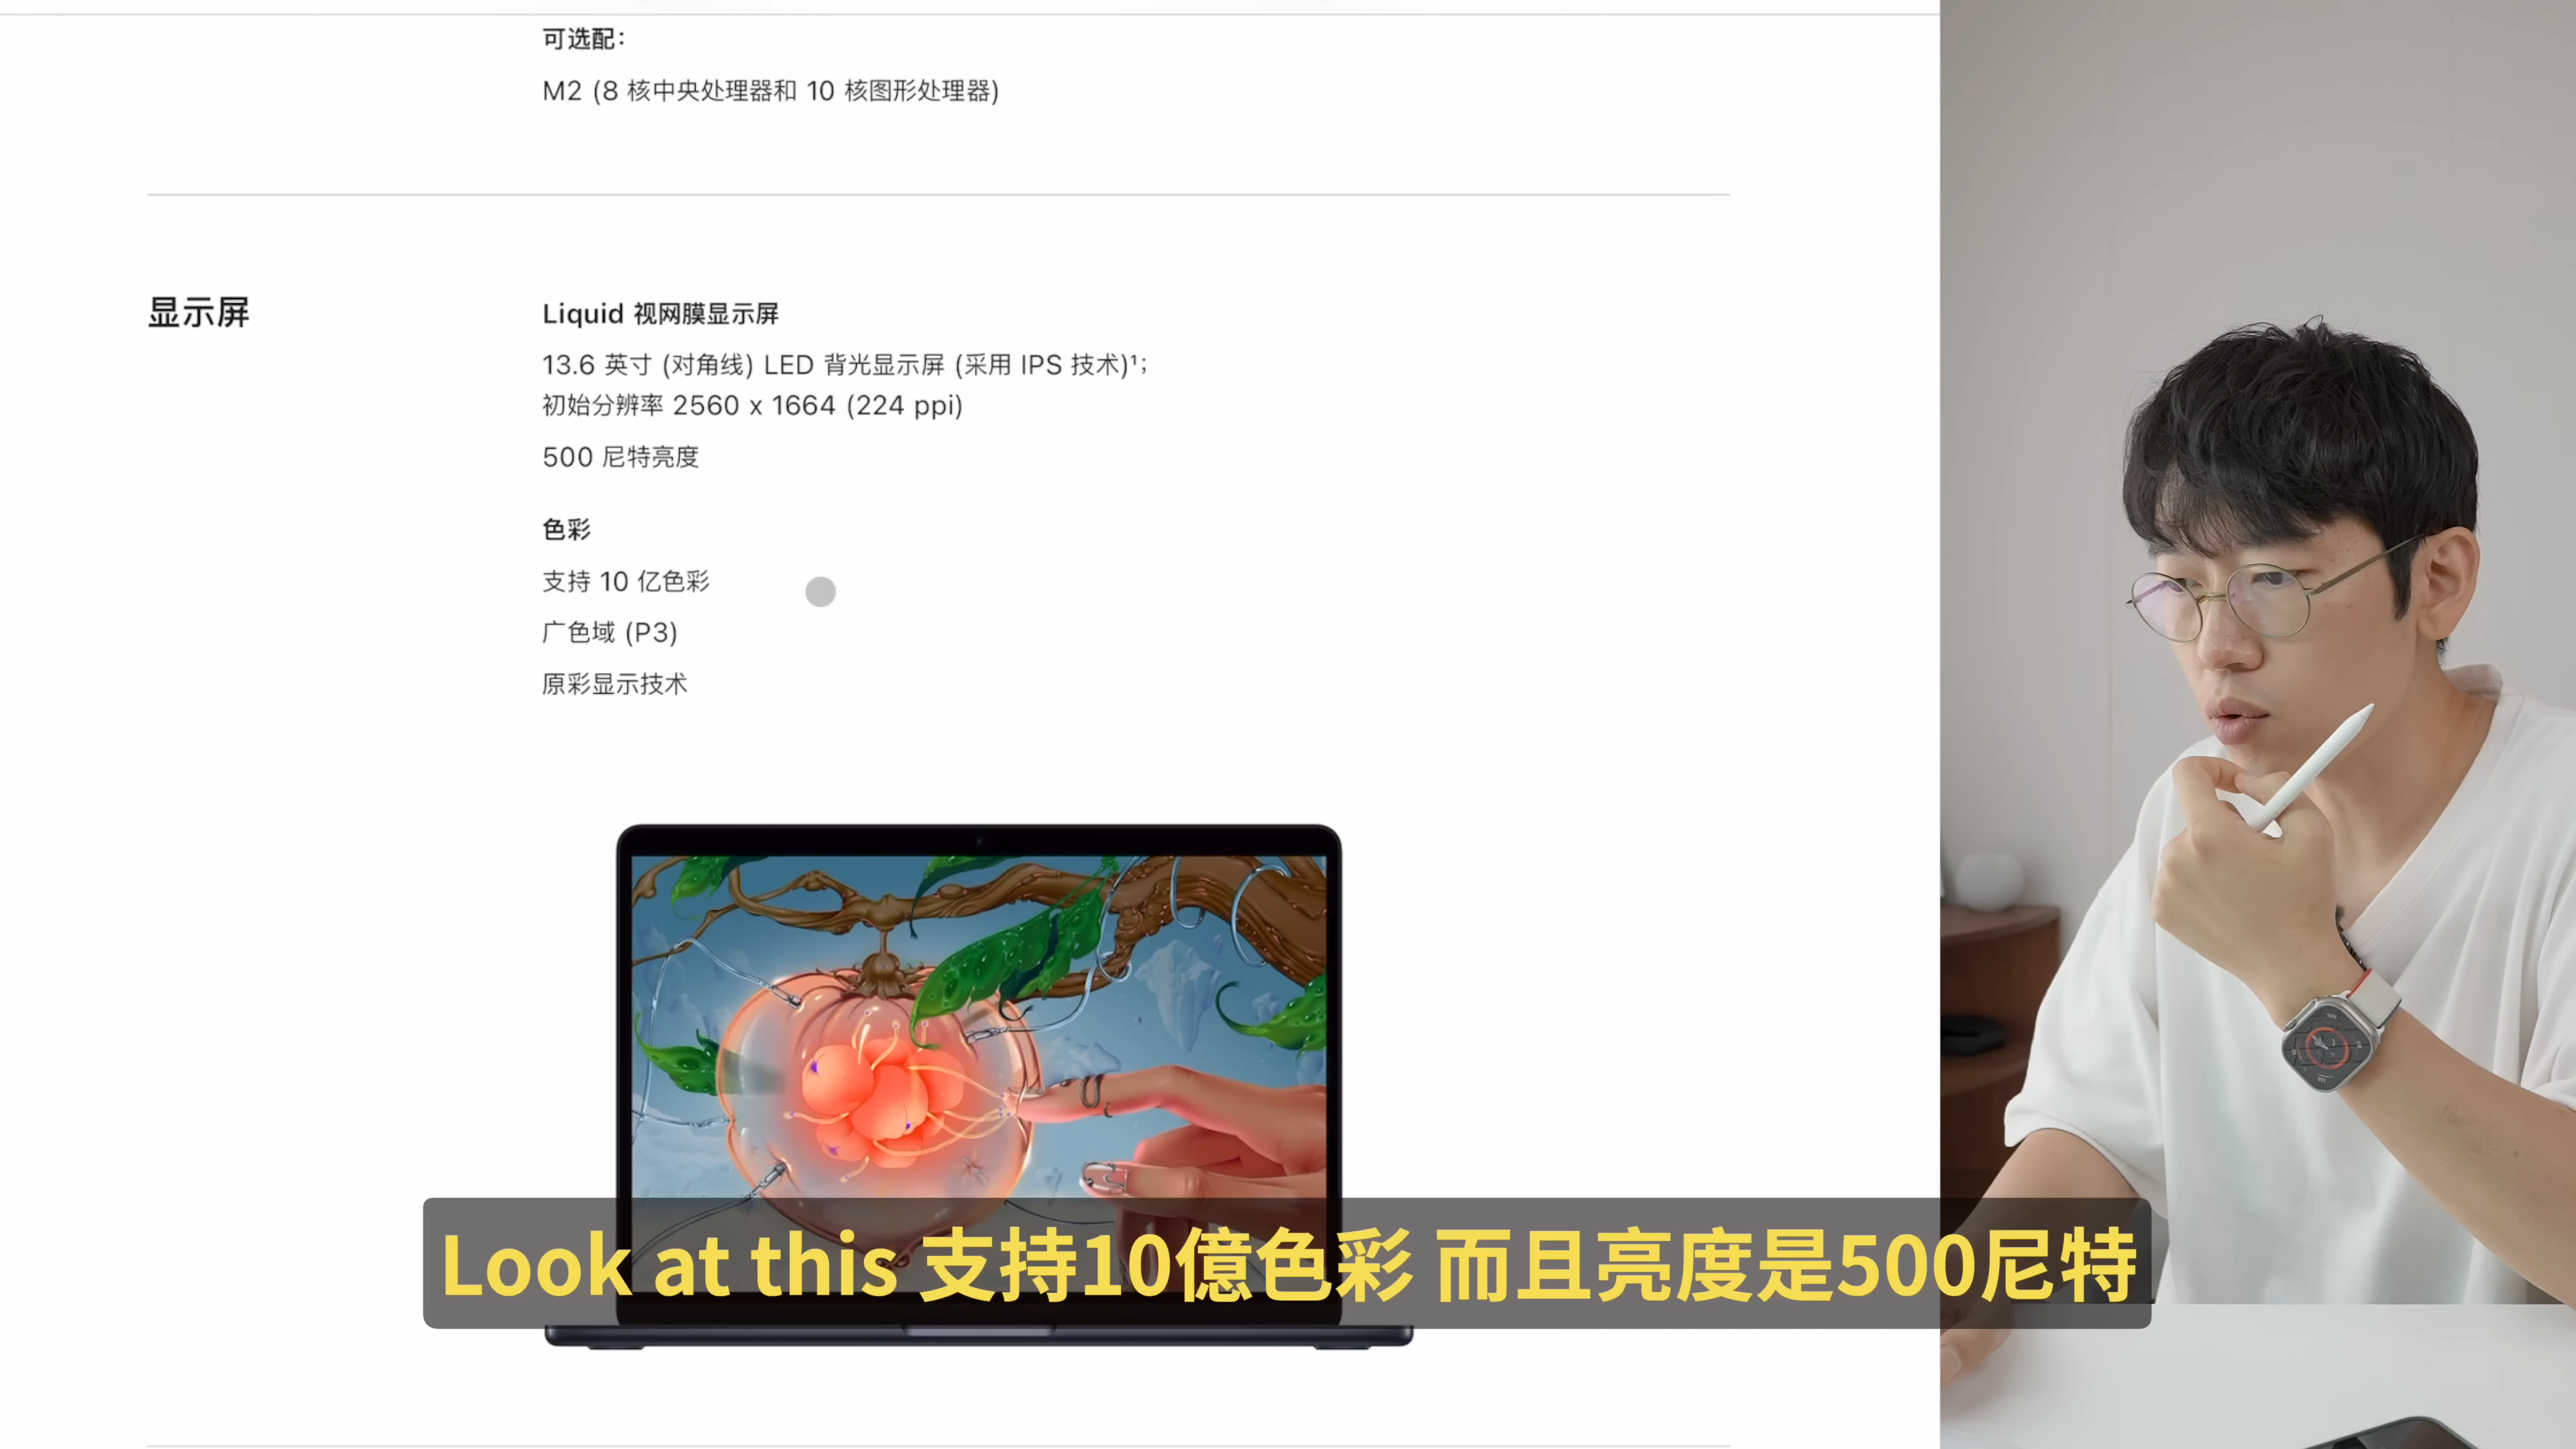 可选配：
M2 (8 核中央处理器和 10 核图形处理器)
显示屏
Liquid 视网膜显示屏
13.6 英寸 (对角线) LED 背光显示屏 (采用 IPS 技术)¹；
初始分辨率 2560 x 1664 (224 ppi)
500 尼特亮度
色彩
支持 10 亿色彩
广色域 (P3)
原彩显示技术
Look at this 支持10億色彩 而且亮度是500尼特